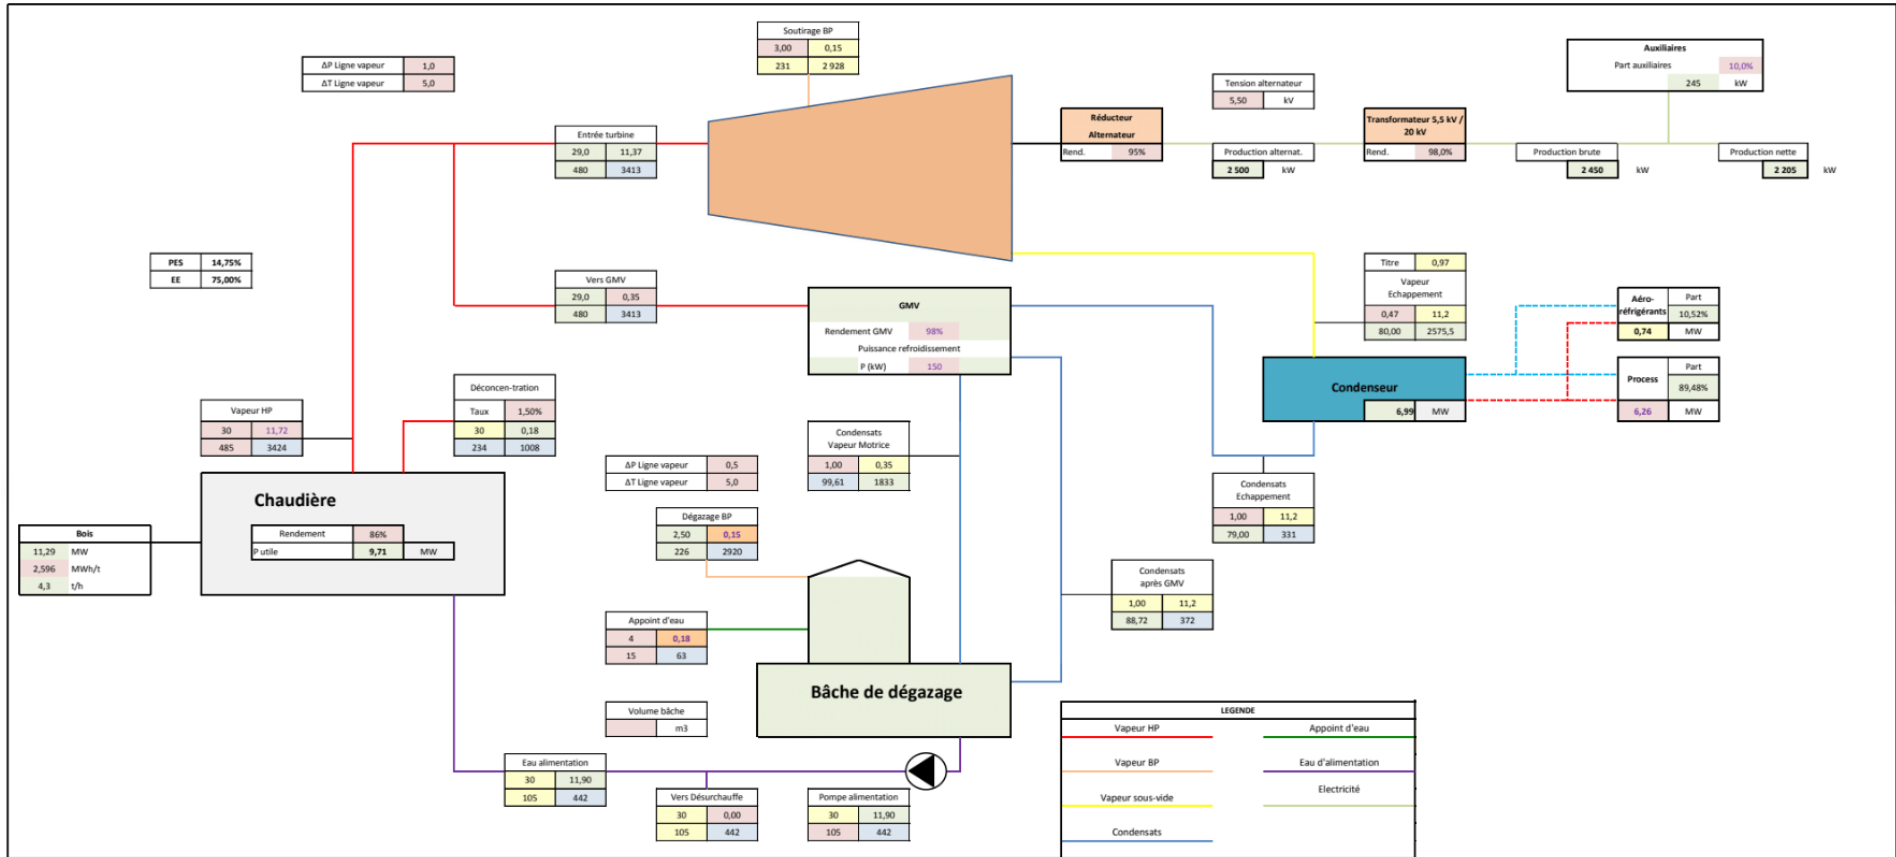 Soutirage BP
3,00 0,15
231 2 928
ΔP Ligne vapeur 1,0
ΔT Ligne vapeur 5,0
Auxiliaires
Part auxiliaires 10,0%
245 kW
Tension alternateur
5,50 kV
Entrée turbine
29,0 11,37
480 3413
Réducteur
Alternateur
Rend. 95%
Production alternat.
2 500 kW
Transformateur 5,5 kV /
20 kV
Rend. 98,0%
Production brute
2 450 kW
Production nette
2 205 kW
PES 14,75%
EE 75,00%
Vers GMV
29,0 0,35
480 3413
GMV
Rendement GMV 98%
Puissance refroidissement
P (kW) 150
Titre 0,97
Vapeur
Echappement
0,47 11,2
80,00 2575,5
Aéro-
réfrigérants
Part
10,52%
0,74 MW
Condenseur
6,99 MW
Process
Part
89,48%
6,26 MW
Vapeur HP
30 11,72
485 3424
Déconcen-tration
Taux 1,50%
30 0,18
234 1008
Condensats
Vapeur Motrice
1,00 0,35
99,61 1833
ΔP Ligne vapeur 0,5
ΔT Ligne vapeur 5,0
Condensats
Echappement
1,00 11,2
79,00 331
Chaudière
Rendement 86%
P utile 9,71 MW
Bois
11,29 MW
2,596 MWh/t
4,3 t/h
Dégazage BP
2,50 0,15
226 2920
Condensats
après GMV
1,00 11,2
88,72 372
Appoint d'eau
4 0,18
15 63
Bâche de dégazage
Volume bâche
m3
Eau alimentation
30 11,90
105 442
Vers Désurchauffe
30 0,00
105 442
Pompe alimentation
30 11,90
105 442
LEGENDE
Vapeur HP
Appoint d'eau
Vapeur BP
Eau d'alimentation
Vapeur sous-vide
Electricité
Condensats